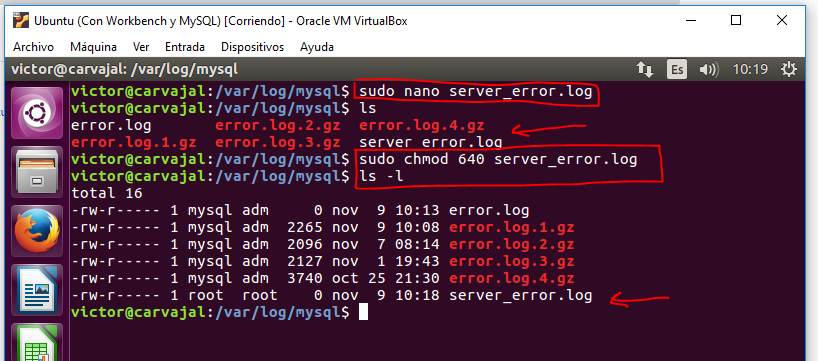 Ubuntu (Con Workbench y MySQL) [Corriendo] - Oracle VM VirtualBox
Archivo Máquina Ver Entrada Dispositivos Ayuda
victor@carvajal: /var/log/mysql Es 10:19
victor@carvajal:/var/log/mysql$ sudo nano server_error.log
victor@carvajal:/var/log/mysql$ ls
error.log error.log.2.gz error.log.4.gz
error.log.1.gz error.log.3.gz server_error.log
victor@carvajal:/var/log/mysql$ sudo chmod 640 server_error.log
victor@carvajal:/var/log/mysql$ ls -l
total 16
-rw-r----- 1 mysql adm 0 nov 9 10:13 error.log
-rw-r----- 1 mysql adm 2265 nov 9 10:08 error.log.1.gz
-rw-r----- 1 mysql adm 2096 nov 7 08:14 error.log.2.gz
-rw-r----- 1 mysql adm 2127 nov 1 19:43 error.log.3.gz
-rw-r----- 1 mysql adm 3740 oct 25 21:30 error.log.4.gz
-rw-r----- 1 root root 0 nov 9 10:18 server_error.log
victor@carvajal:/var/log/mysql$